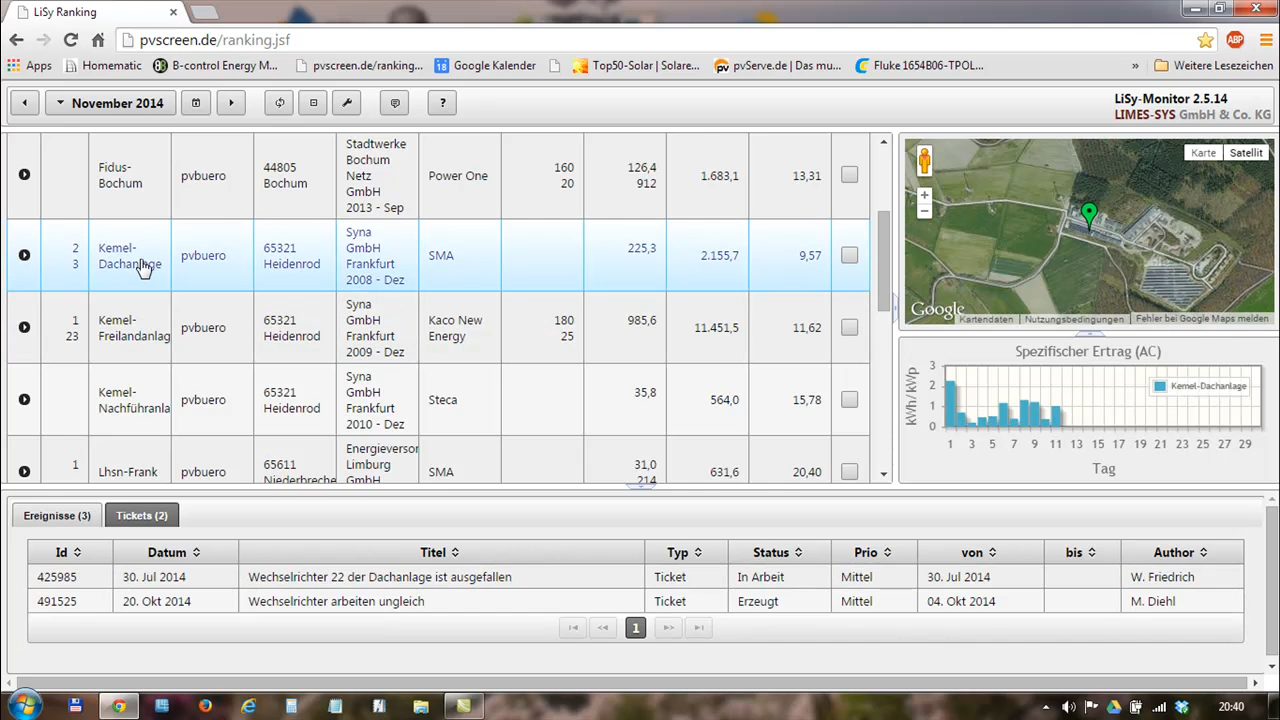 LiSy Ranking
pvscreen.de/ranking.jsf
Apps Homematic B-control Energy M... pvscreen.de/ranking... Google Kalender Top50-Solar | Solare... pvServe.de | Das mu... Fluke 1654B06-TPOL... » Weitere Lesezeichen
November 2014
?
LiSy-Monitor 2.5.14
LIMES-SYS GmbH & Co. KG
Fidus-
Bochum
pvbuero
44805
Bochum
Stadtwerke
Bochum
Netz
GmbH
2013 - Sep
Power One
160
20
126,4
912
1.683,1
13,31
2
3
Kemel-
Dachanlage
pvbuero
65321
Heidenrod
Syna
GmbH
Frankfurt
2008 - Dez
SMA
225,3
2.155,7
9,57
1
23
Kemel-
Freilandanlag
pvbuero
65321
Heidenrod
Syna
GmbH
Frankfurt
2009 - Dez
Kaco New
Energy
180
25
985,6
11.451,5
11,62
Kemel-
Nachführanla
pvbuero
65321
Heidenrod
Syna
GmbH
Frankfurt
2010 - Dez
Steca
35,8
564,0
15,78
1
Lhsn-Frank
pvbuero
65611
Niederbreche
Energieversor
Limburg
GmbH
SMA
31,0
214
631,6
20,40
Karte Satellit
+
−
Google
Kartendaten Nutzungsbedingungen Fehler bei Google Maps melden
Spezifischer Ertrag (AC)
kWh/kWp
3
2
1
0
Kemel-Dachanlage
1 3 5 7 9 11 13 15 17 19 21 23 25 27 29
Tag
Ereignisse (3) Tickets (2)
Id Datum Titel Typ Status Prio von bis Author
425985 30. Jul 2014 Wechselrichter 22 der Dachanlage ist ausgefallen Ticket In Arbeit Mittel 30. Jul 2014 W. Friedrich
491525 20. Okt 2014 Wechselrichter arbeiten ungleich Ticket Erzeugt Mittel 04. Okt 2014 M. Diehl
1
20:40